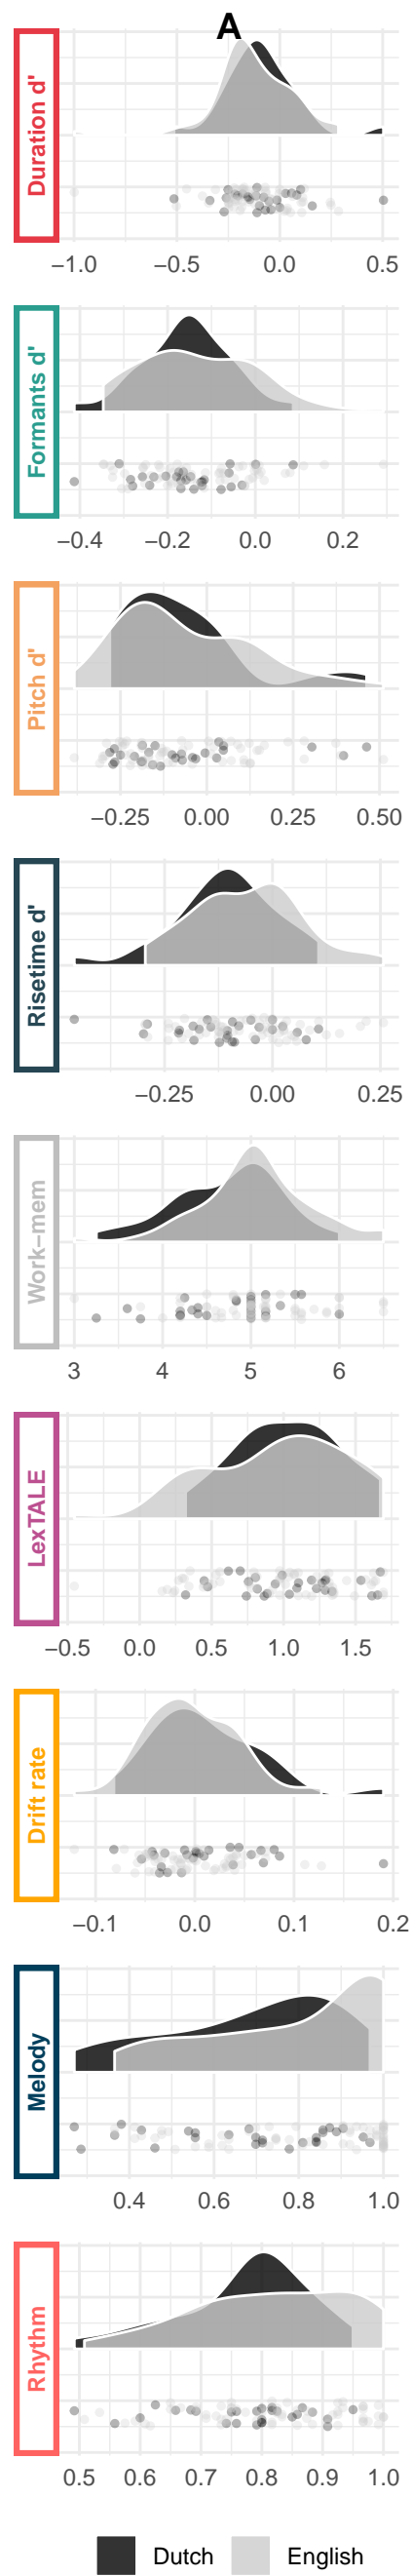 A
Duration d'
−1.0 −0.5 0.0 0.5
Formants d'
−0.4 −0.2 0.0 0.2
Pitch d'
−0.25 0.00 0.25 0.50
Risetime d'
−0.25 0.00 0.25
Work−mem
3 4 5 6
LexTALE
−0.5 0.0 0.5 1.0 1.5
Drift rate
−0.1 0.0 0.1 0.2
Melody
0.4 0.6 0.8 1.0
Rhythm
0.5 0.6 0.7 0.8 0.9 1.0
Dutch English